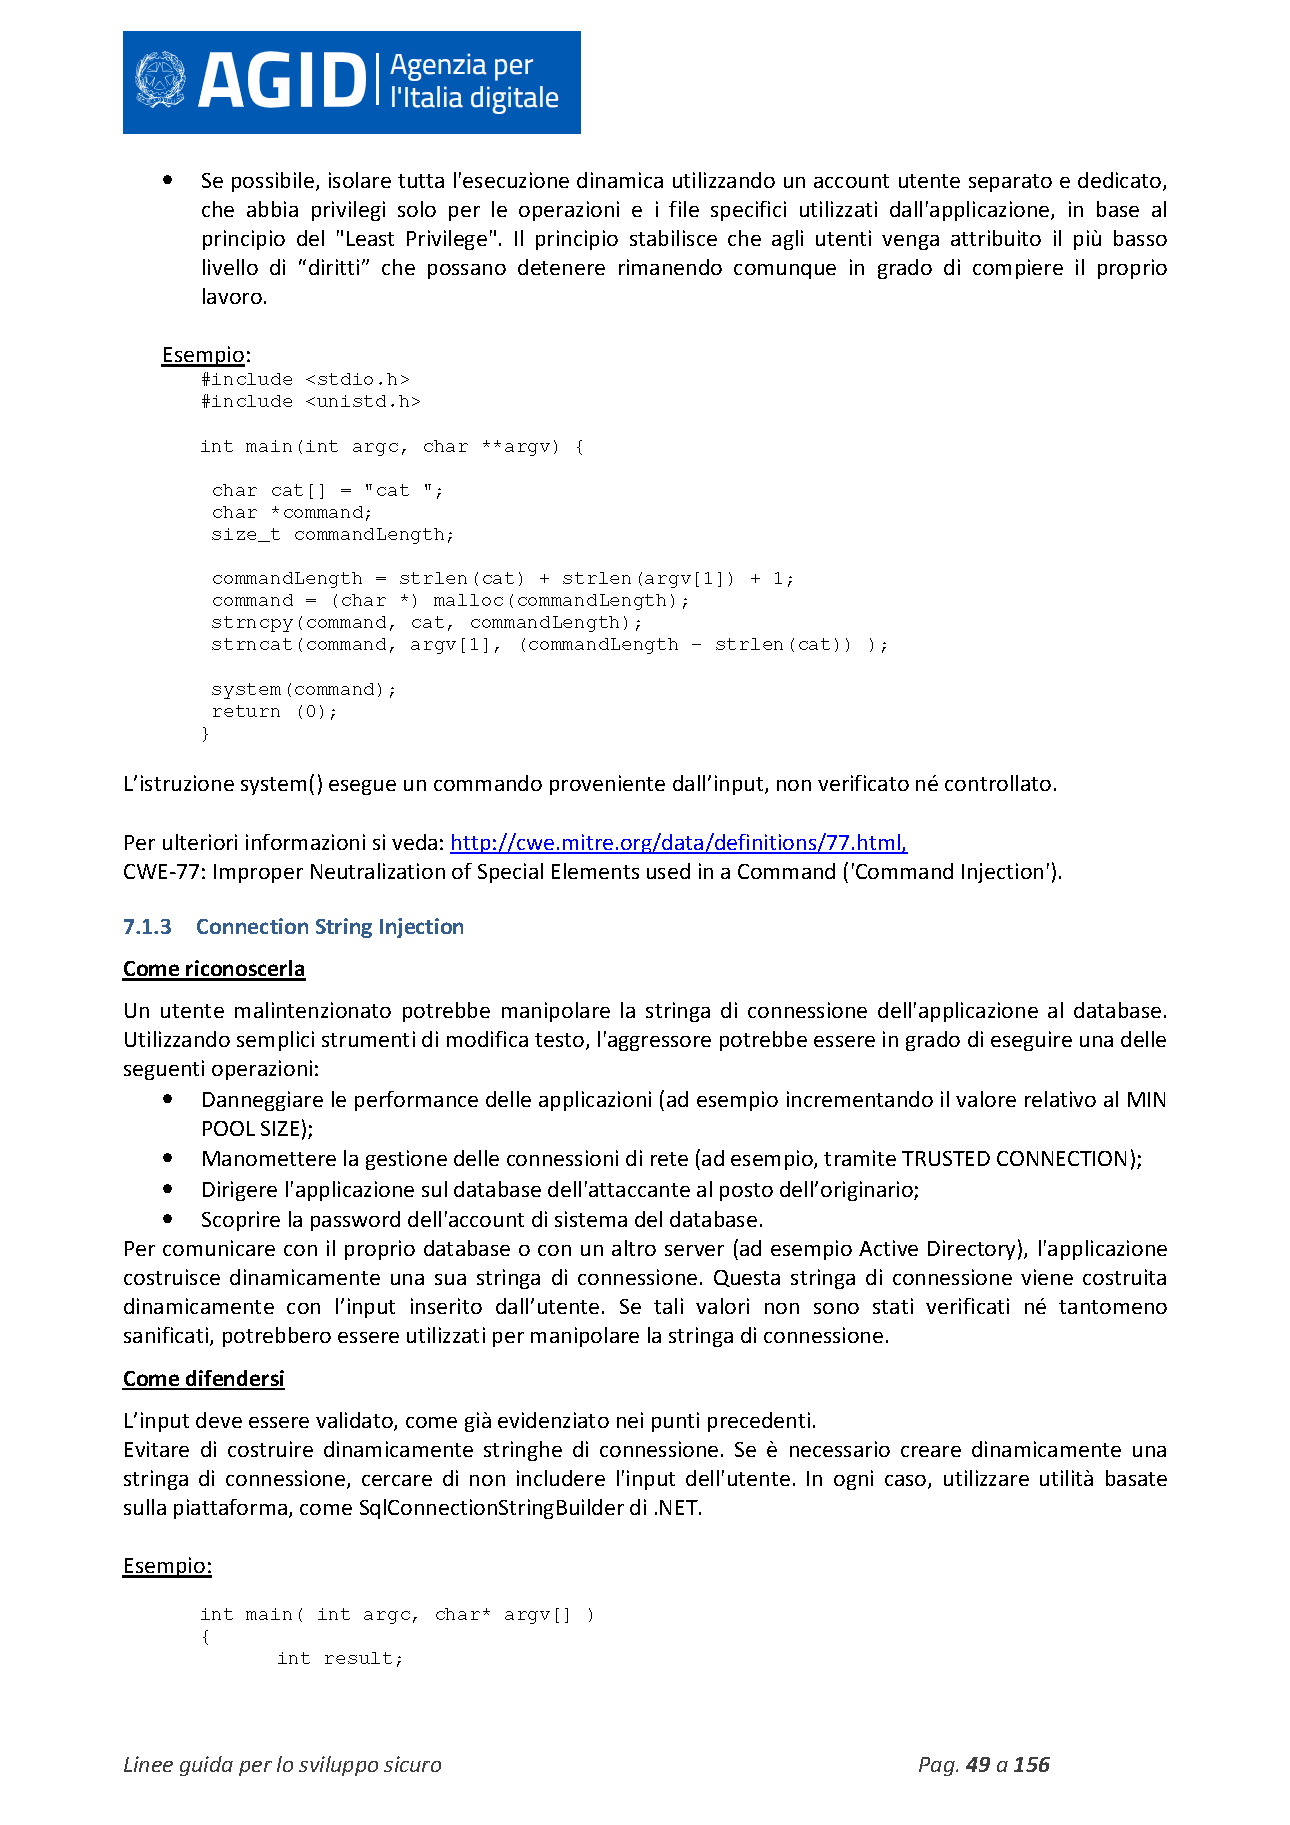 AGID
Agenzia per
l'Italia digitale
• Se possibile, isolare tutta l'esecuzione dinamica utilizzando un account utente separato e dedicato,
che abbia privilegi solo per le operazioni e i file specifici utilizzati dall'applicazione, in base al
principio del "Least Privilege". Il principio stabilisce che agli utenti venga attribuito il più basso
livello di “diritti” che possano detenere rimanendo comunque in grado di compiere il proprio
lavoro.
Esempio:
#include <stdio.h>
#include <unistd.h>
int main(int argc, char **argv) {
char cat[] = "cat ";
char *command;
size_t commandLength;
commandLength = strlen(cat) + strlen(argv[1]) + 1;
command = (char *) malloc(commandLength);
strncpy(command, cat, commandLength);
strncat(command, argv[1], (commandLength – strlen(cat)) );
system(command);
return (0);
}
L’istruzione system() esegue un commando proveniente dall’input, non verificato né controllato.
Per ulteriori informazioni si veda: http://cwe.mitre.org/data/definitions/77.html,
CWE-77: Improper Neutralization of Special Elements used in a Command ('Command Injection').
7.1.3 Connection String Injection
Come riconoscerla
Un utente malintenzionato potrebbe manipolare la stringa di connessione dell'applicazione al database.
Utilizzando semplici strumenti di modifica testo, l'aggressore potrebbe essere in grado di eseguire una delle
seguenti operazioni:
• Danneggiare le performance delle applicazioni (ad esempio incrementando il valore relativo al MIN
POOL SIZE);
• Manomettere la gestione delle connessioni di rete (ad esempio, tramite TRUSTED CONNECTION);
• Dirigere l'applicazione sul database dell'attaccante al posto dell’originario;
• Scoprire la password dell'account di sistema del database.
Per comunicare con il proprio database o con un altro server (ad esempio Active Directory), l'applicazione
costruisce dinamicamente una sua stringa di connessione. Questa stringa di connessione viene costruita
dinamicamente con l’input inserito dall’utente. Se tali valori non sono stati verificati né tantomeno
sanificati, potrebbero essere utilizzati per manipolare la stringa di connessione.
Come difendersi
L’input deve essere validato, come già evidenziato nei punti precedenti.
Evitare di costruire dinamicamente stringhe di connessione. Se è necessario creare dinamicamente una
stringa di connessione, cercare di non includere l'input dell'utente. In ogni caso, utilizzare utilità basate
sulla piattaforma, come SqlConnectionStringBuilder di .NET.
Esempio:
int main( int argc, char* argv[] )
{
int result;
Linee guida per lo sviluppo sicuro Pag. 49 a 156